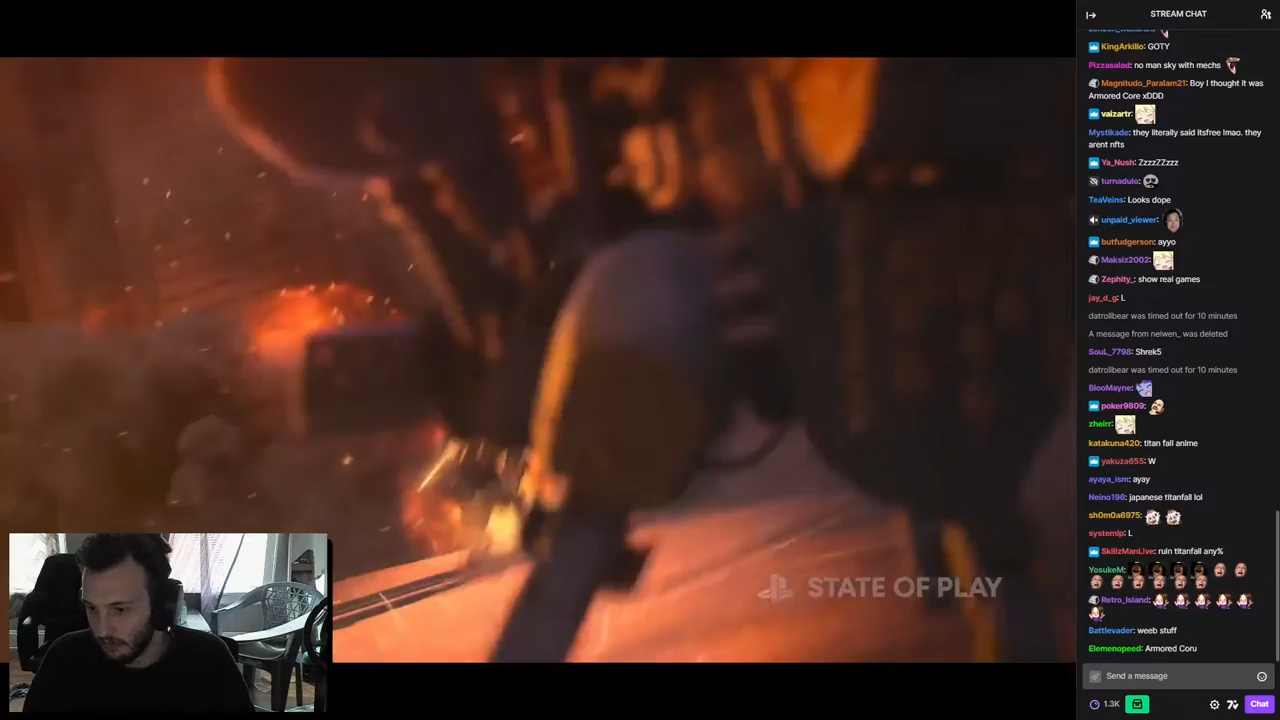 STREAM CHAT
KingArkillo: GOTY
Pizzasalad: no man sky with mechs
Magnitudo_Paralam21: Boy I thought it was
Armored Core xDDD
vaizartr:
Mystikade: they literally said itsfree lmao. they
arent nfts
Ya_Nush: ZzzzZZzzz
turnadulo:
TeaVeins: Looks dope
unpaid_viewer:
butfudgerson: ayyo
Maksiz2002:
Zephity_: show real games
jay_d_g: L
datrollbear was timed out for 10 minutes
A message from neiwen_ was deleted
SouL_7798: Shrek5
datrollbear was timed out for 10 minutes
BlooMayne:
poker9809:
zheirr:
katakuna420: titan fall anime
yakuza655: W
ayaya_ism: ayay
Neino196: japanese titanfall lol
sh0m0a6975:
systemlp: L
SkillzManLive: ruin titanfall any%
YosukeM:
Retro_Island:
Battlevader: weeb stuff
Elemenopeed: Armored Coru
STATE OF PLAY
Send a message
1.3K
Chat